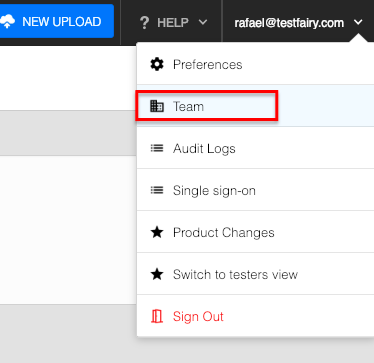 NEW UPLOAD
? HELP
rafael@testfairy.com
Preferences
Team
Audit Logs
Single sign-on
Product Changes
Switch to testers view
Sign Out